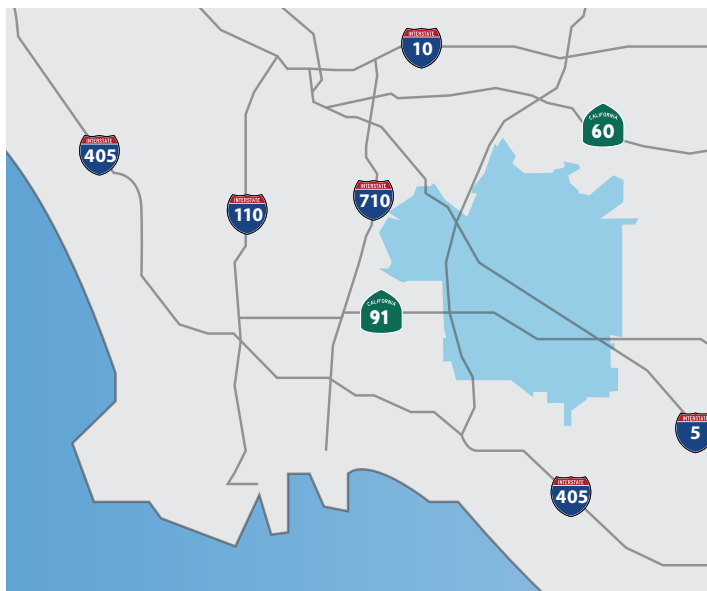 INTERSTATE
10
CALIFORNIA
60
INTERSTATE
405
INTERSTATE
710
INTERSTATE
110
CALIFORNIA
91
INTERSTATE
5
INTERSTATE
405